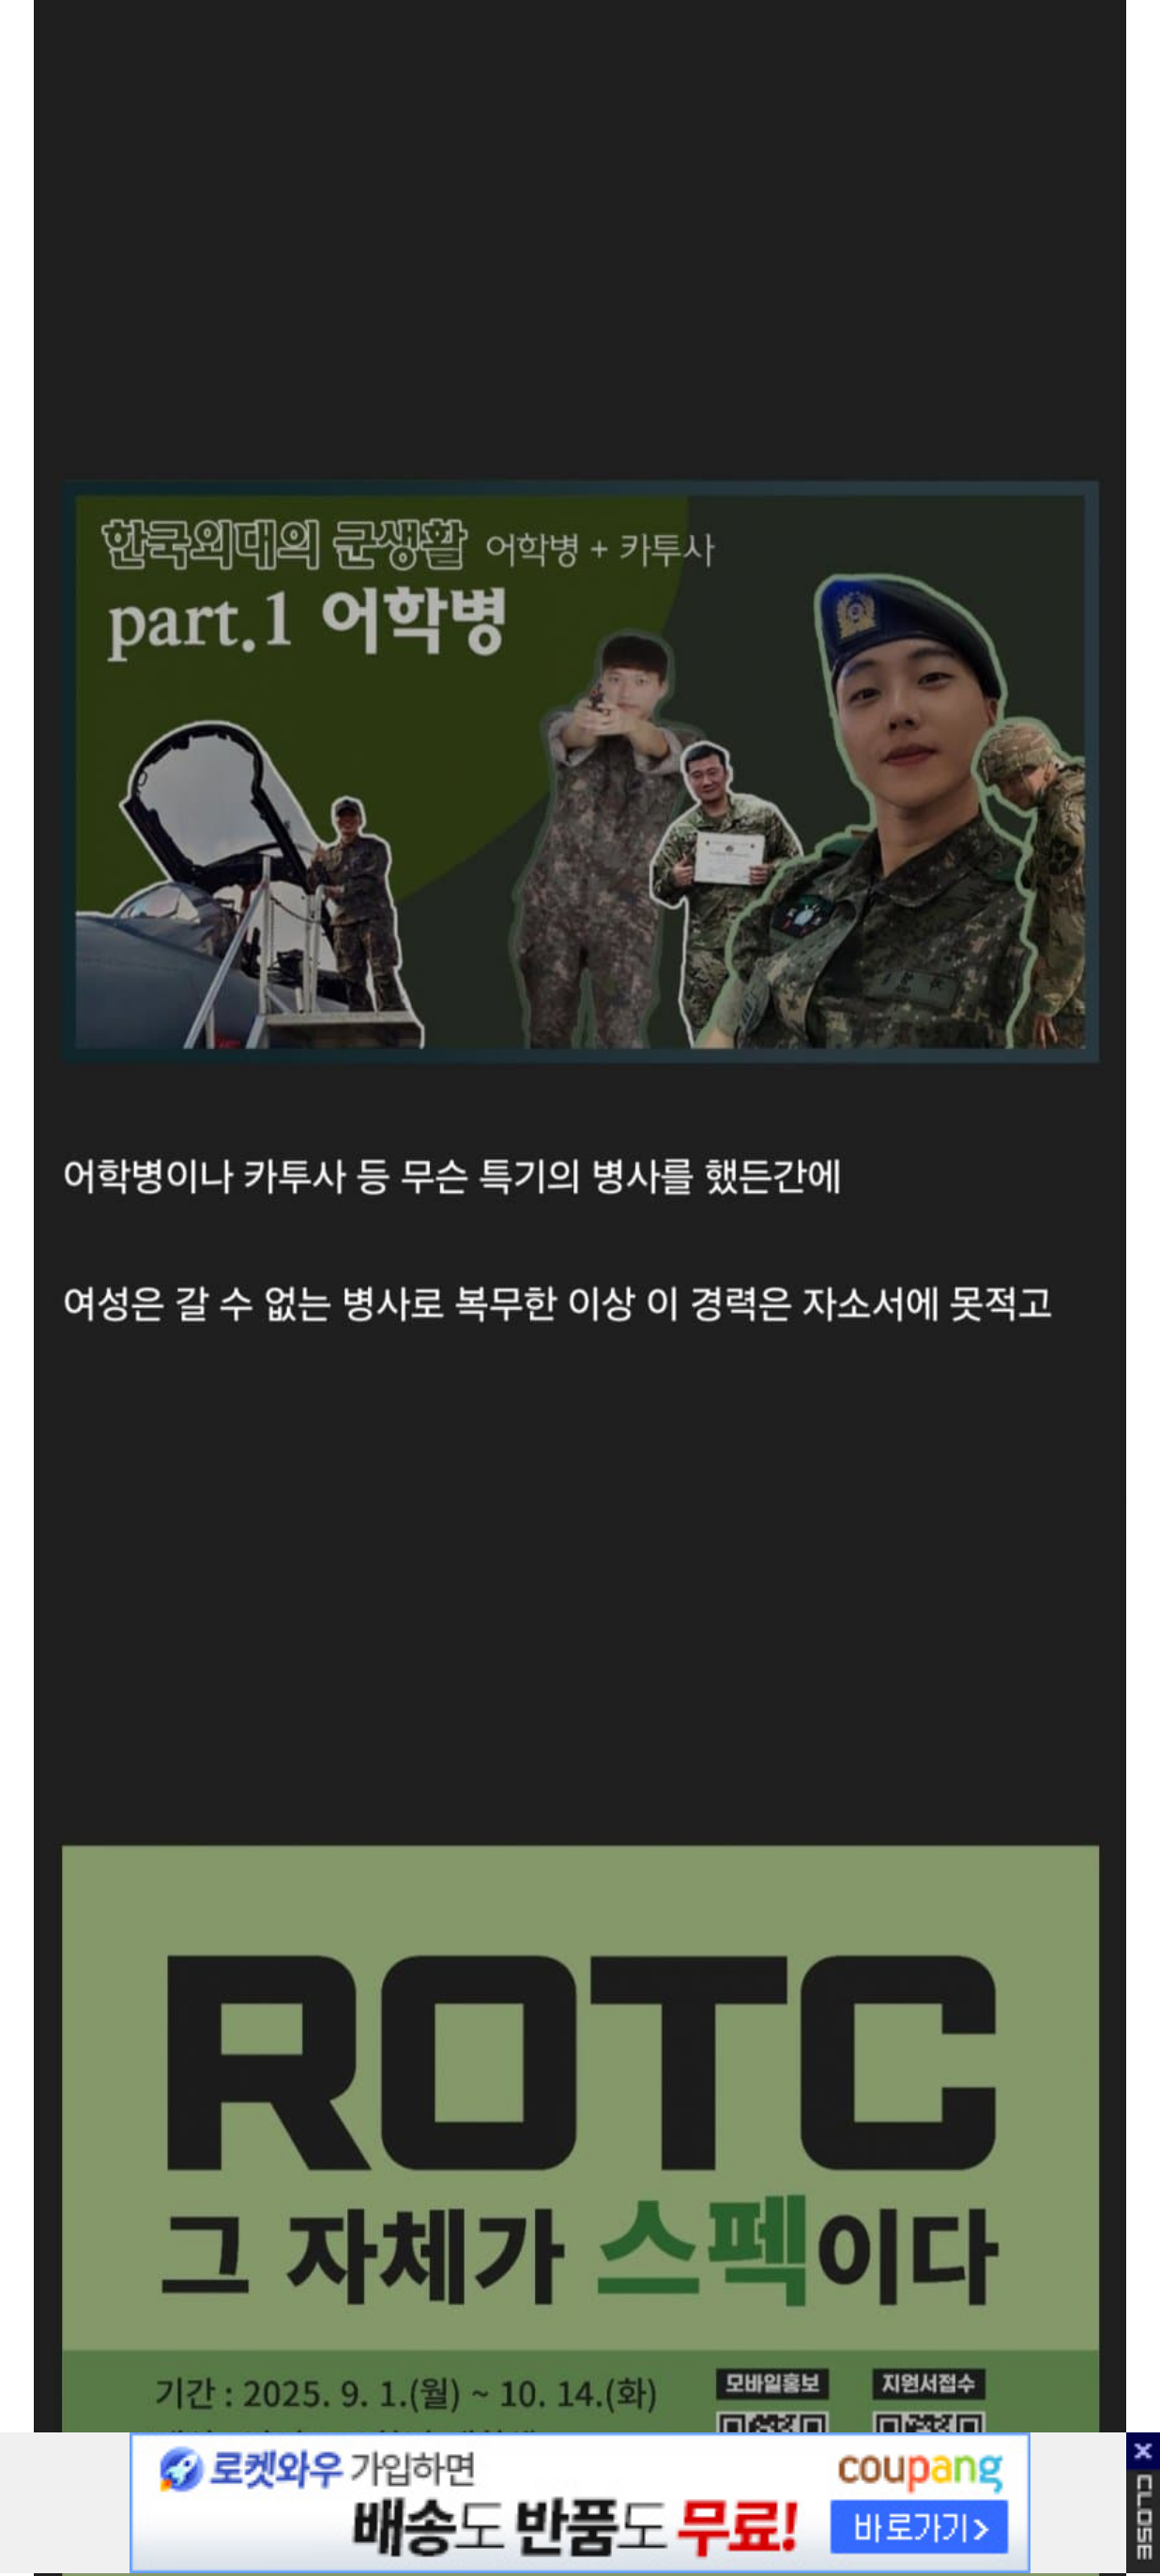 한국외대의 군생활 어학병 + 카투사
part.1 어학병
어학병이나 카투사 등 무슨 특기의 병사를 했든간에
여성은 갈 수 없는 병사로 복무한 이상 이 경력은 자소서에 못적고
ROTC
그 자체가 스펙이다
기간 : 2025. 9. 1.(월) ~ 10. 14.(화)
모바일홍보 지원서접수
로켓와우 가입하면
coupang
배송도 반품도 무료!
바로가기>
X CLOSE